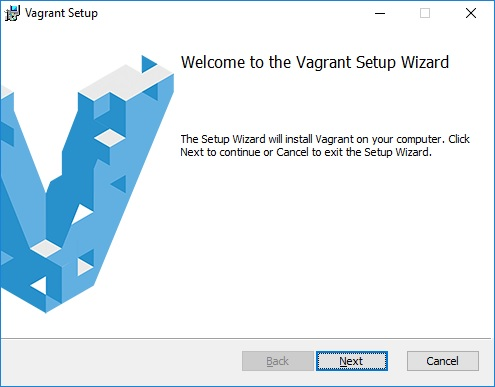 Vagrant Setup
Welcome to the Vagrant Setup Wizard
The Setup Wizard will install Vagrant on your computer. Click
Next to continue or Cancel to exit the Setup Wizard.
Back Next Cancel